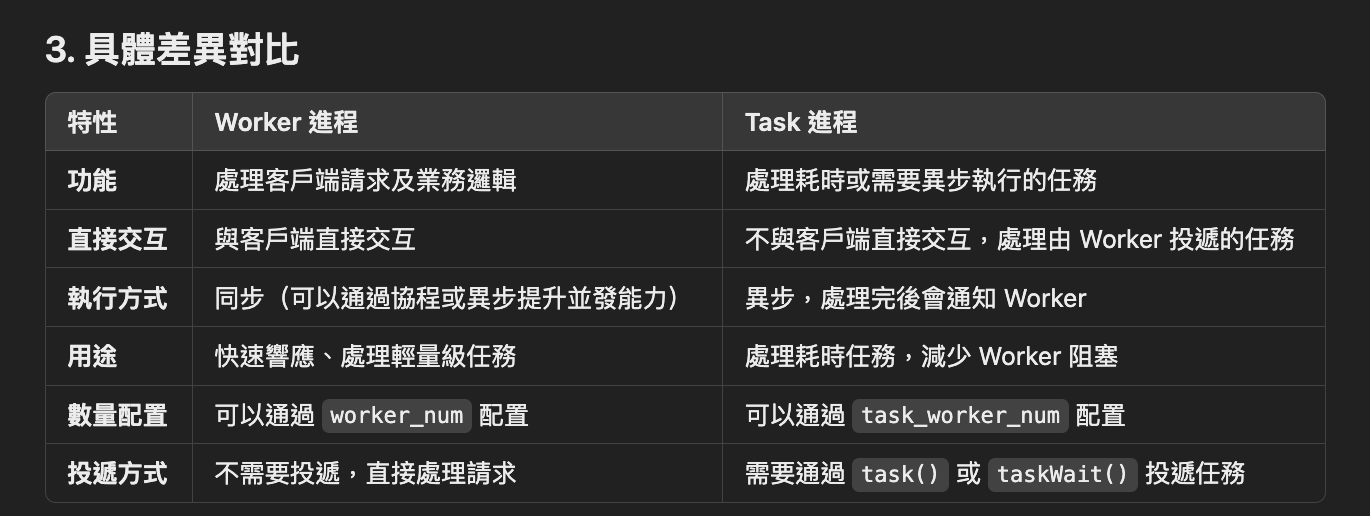 3. 具體差異對比
特性 Worker 進程 Task 進程
功能 處理客戶端請求及業務邏輯 處理耗時或需要異步執行的任務
直接交互 與客戶端直接交互 不與客戶端直接交互，處理由 Worker 投遞的任務
執行方式 同步（可以通過協程或異步提升並發能力） 異步，處理完後會通知 Worker
用途 快速響應、處理輕量級任務 處理耗時任務，減少 Worker 阻塞
數量配置 可以通過 worker_num 配置 可以通過 task_worker_num 配置
投遞方式 不需要投遞，直接處理請求 需要通過 task() 或 taskWait() 投遞任務